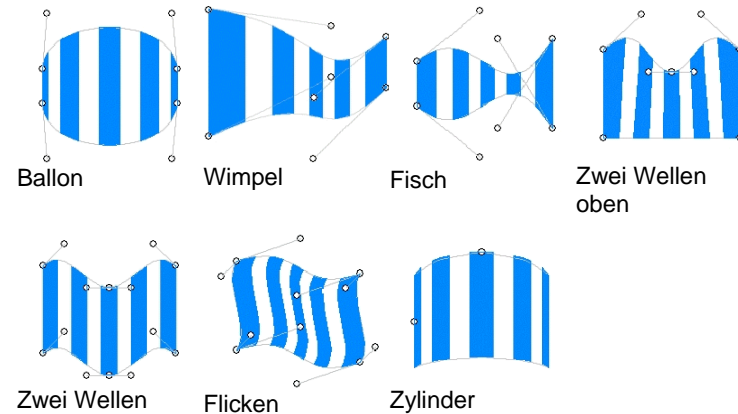 Ballon
Wimpel
Fisch
Zwei Wellen
oben
Zwei Wellen
Flicken
Zylinder